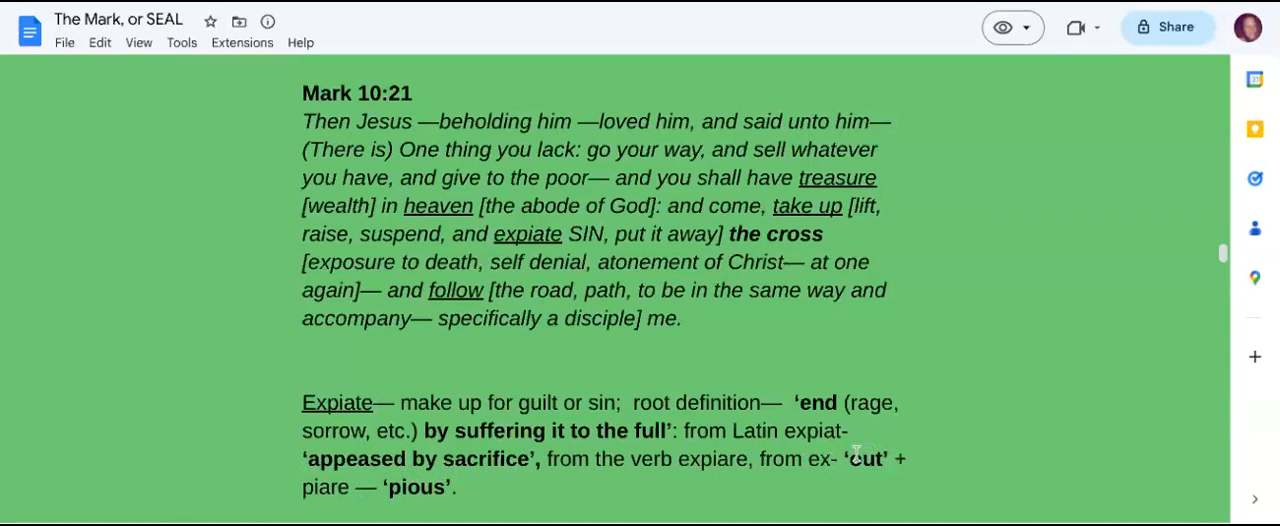 The Mark, or SEAL
File Edit View Tools Extensions Help
Share
Mark 10:21
Then Jesus —beholding him —loved him, and said unto him—
(There is) One thing you lack: go your way, and sell whatever
you have, and give to the poor— and you shall have treasure
[wealth] in heaven [the abode of God]: and come, take up [lift,
raise, suspend, and expiate SIN, put it away] the cross
[exposure to death, self denial, atonement of Christ— at one
again]— and follow [the road, path, to be in the same way and
accompany— specifically a disciple] me.
Expiate— make up for guilt or sin; root definition— ‘end (rage,
sorrow, etc.) by suffering it to the full’: from Latin expiat-
‘appeased by sacrifice’, from the verb expiare, from ex- ‘out’ +
piare — ‘pious’.